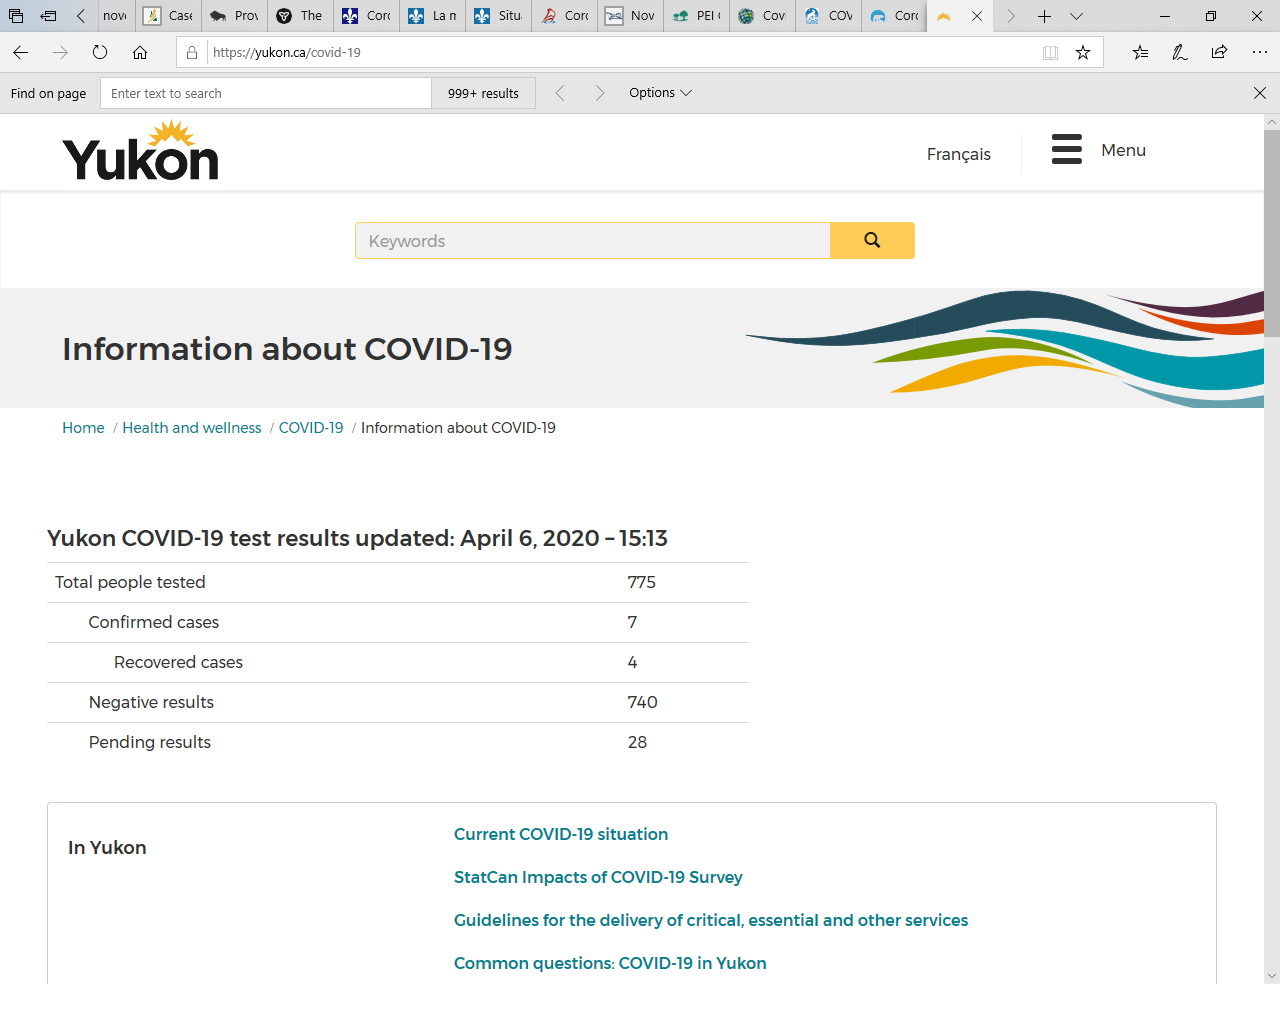 nov
Case
Prov
The
Corc
La m
Situ
Corc
Nov
PEI
Covi
COV
Corc
https://yukon.ca/covid-19
Find on page
Enter text to search
999+ results
Options
Yukon
Français
Menu
Keywords
Information about COVID-19
Home / Health and wellness / COVID-19 / Information about COVID-19
Yukon COVID-19 test results updated: April 6, 2020 – 15:13
Total people tested 775
Confirmed cases 7
Recovered cases 4
Negative results 740
Pending results 28
In Yukon
Current COVID-19 situation
StatCan Impacts of COVID-19 Survey
Guidelines for the delivery of critical, essential and other services
Common questions: COVID-19 in Yukon